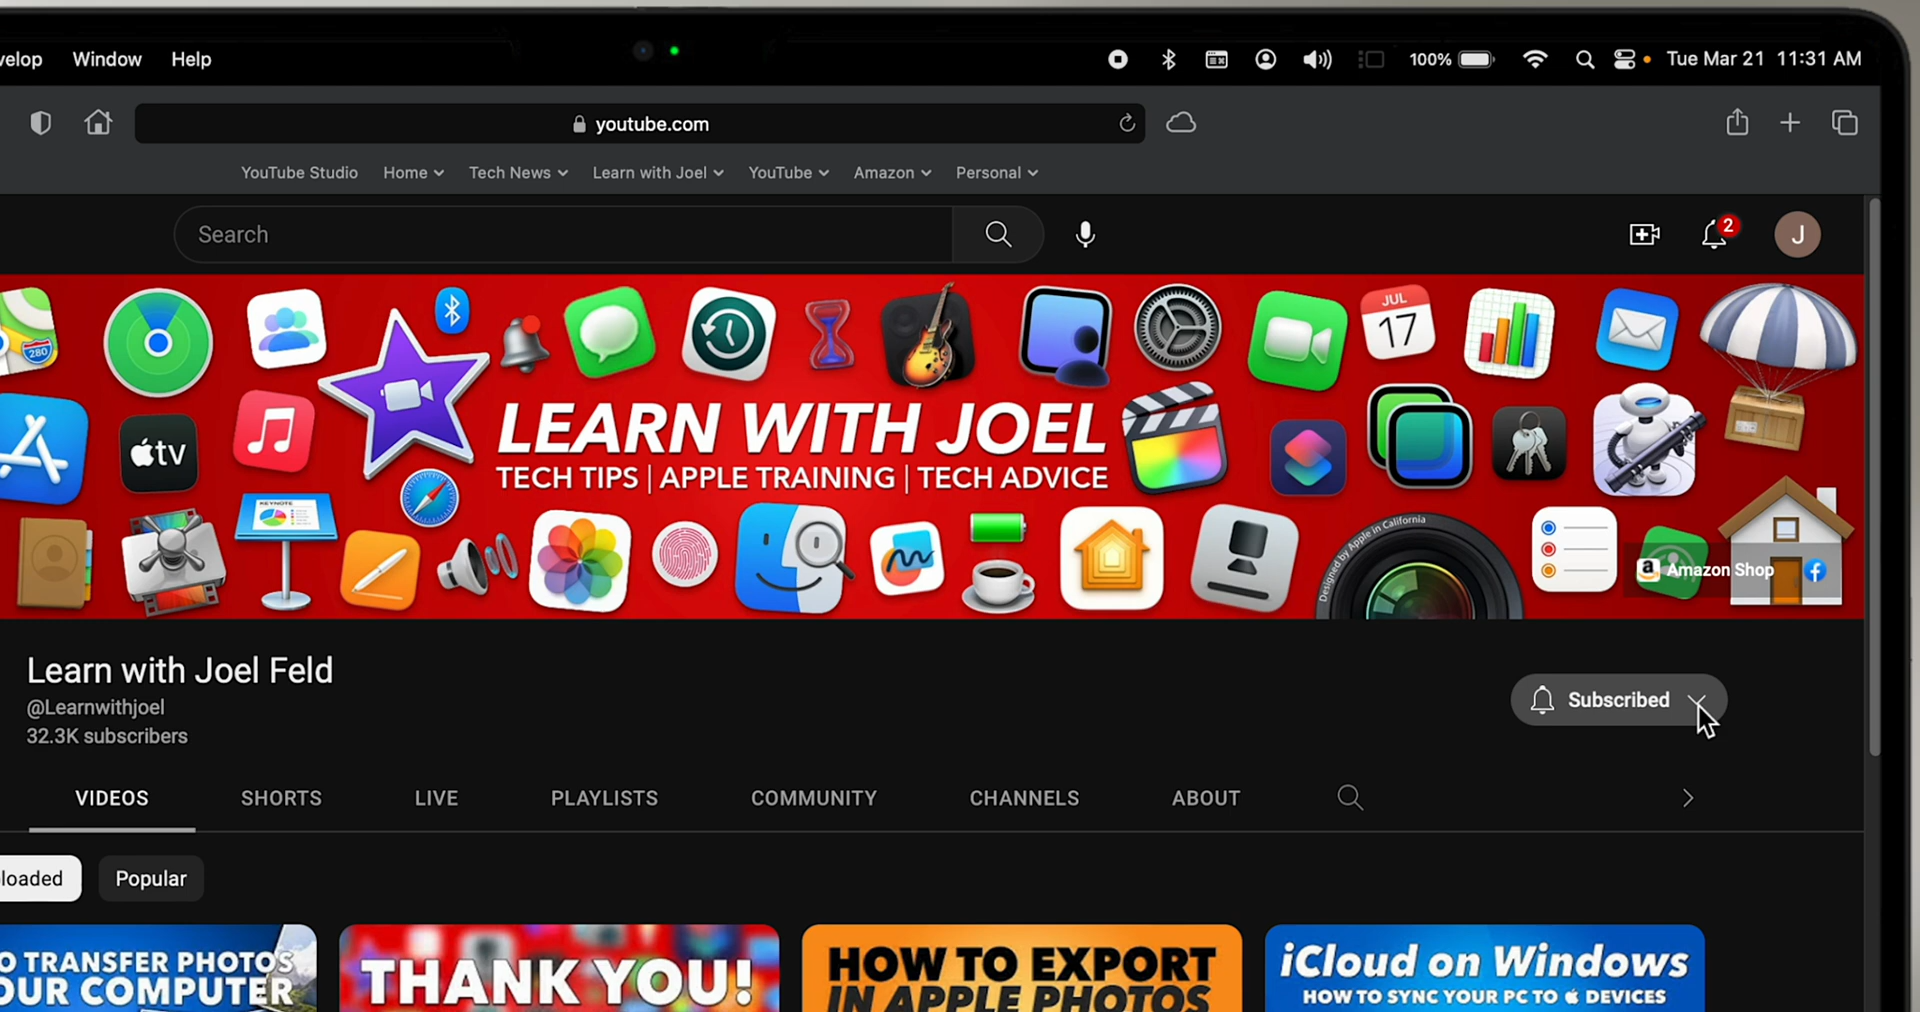 velop Window Help 100% Tue Mar 21 11:31 AM
youtube.com
YouTube Studio Home Tech News Learn with Joel YouTube Amazon Personal
Search 2 J
280
JUL
17
tv
LEARN WITH JOEL
TECH TIPS | APPLE TRAINING | TECH ADVICE
KEYNOTE
Designed by Apple in California
a Amazon Shop f
Learn with Joel Feld
@Learnwithjoel
32.3K subscribers
Subscribed
VIDEOS SHORTS LIVE PLAYLISTS COMMUNITY CHANNELS ABOUT
loaded Popular
O TRANSFER PHOTOS
OUR COMPUTER
THANK YOU!
HOW TO EXPORT
IN APPLE PHOTOS
iCloud on Windows
HOW TO SYNC YOUR PC TO DEVICES